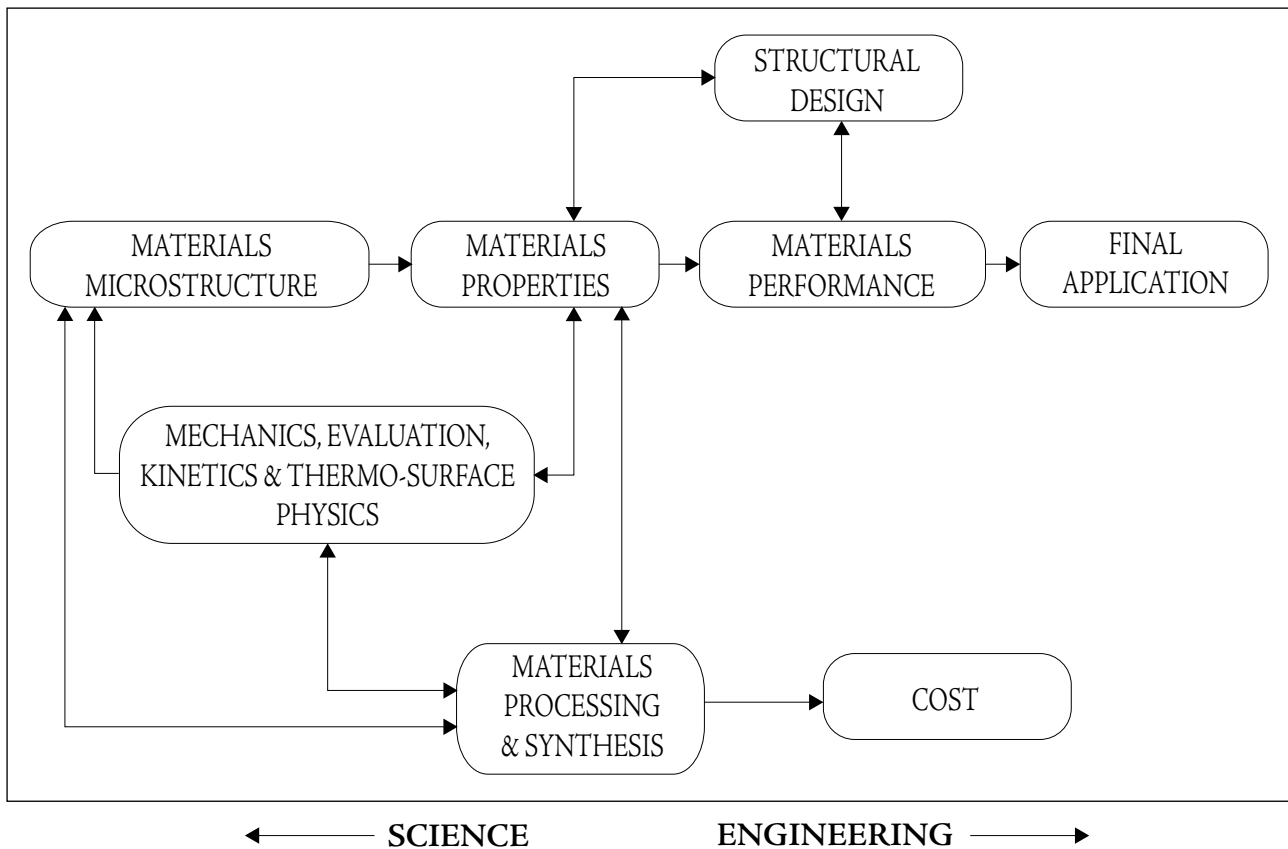 STRUCTURAL
DESIGN
MATERIALS
MICROSTRUCTURE
MATERIALS
PROPERTIES
MATERIALS
PERFORMANCE
FINAL
APPLICATION
MECHANICS, EVALUATION,
KINETICS & THERMO-SURFACE
PHYSICS
MATERIALS
PROCESSING
& SYNTHESIS
COST
SCIENCE
ENGINEERING